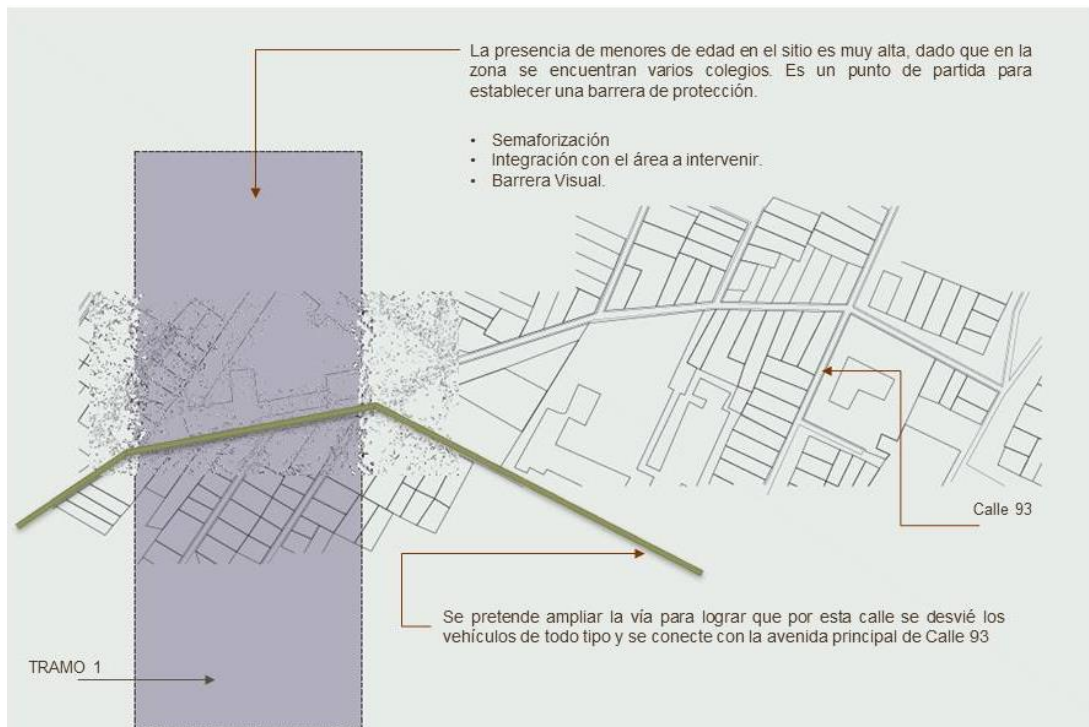 La presencia de menores de edad en el sitio es muy alta, dado que en la
zona se encuentran varios colegios. Es un punto de partida para
establecer una barrera de protección.
• Semaforización
• Integración con el área a intervenir.
• Barrera Visual.
Calle 93
Se pretende ampliar la vía para lograr que por esta calle se desvié los
vehículos de todo tipo y se conecte con la avenida principal de Calle 93
TRAMO 1